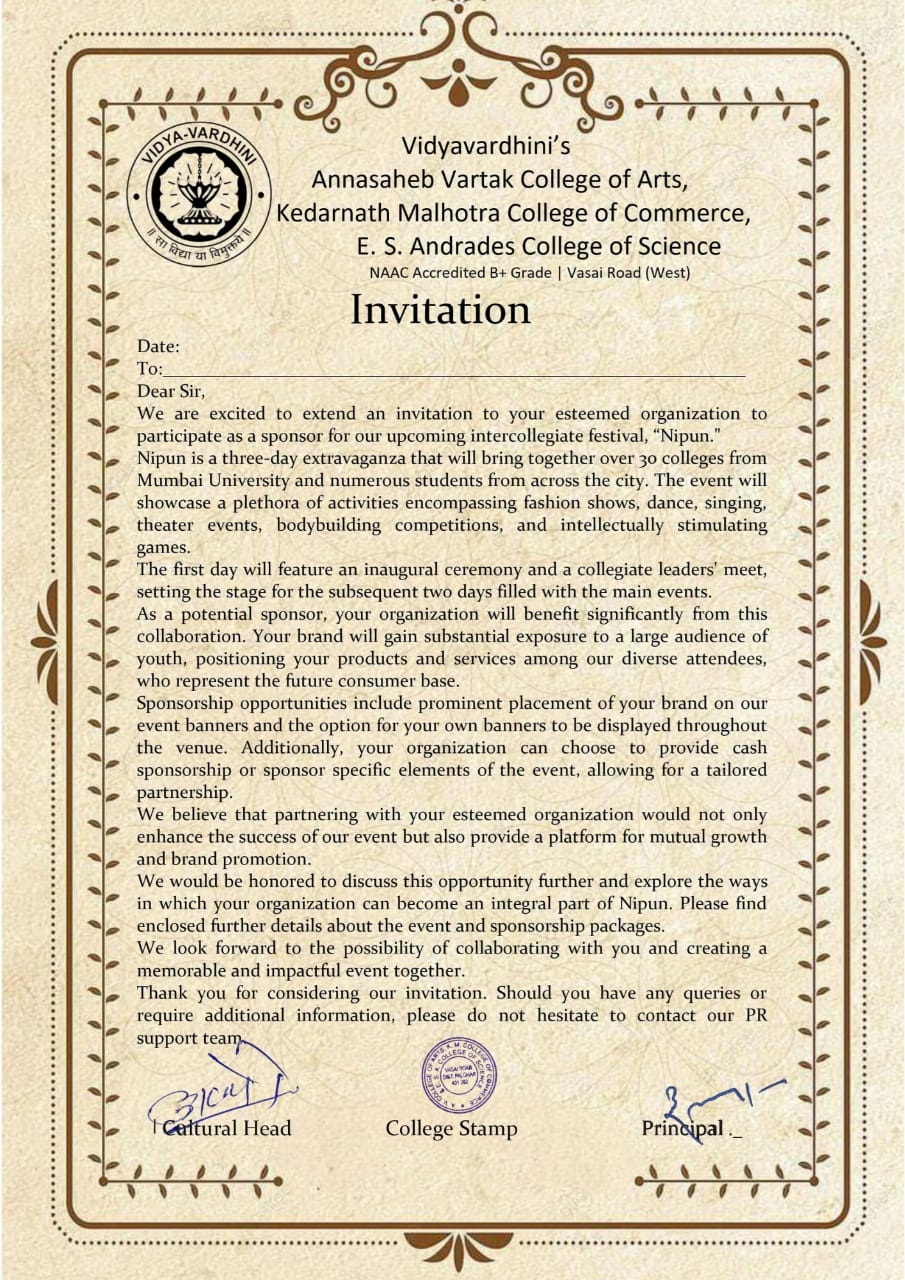 VIDYA-VARDHINI
॥ सा विद्या या विमुक्तये ॥
Vidyavardhini’s
Annasaheb Vartak College of Arts,
Kedarnath Malhotra College of Commerce,
E. S. Andrades College of Science
NAAC Accredited B+ Grade | Vasai Road (West)
Invitation
Date:
To:
Dear Sir,
We are excited to extend an invitation to your esteemed organization to
participate as a sponsor for our upcoming intercollegiate festival, “Nipun.”
Nipun is a three-day extravaganza that will bring together over 30 colleges from
Mumbai University and numerous students from across the city. The event will
showcase a plethora of activities encompassing fashion shows, dance, singing,
theater events, bodybuilding competitions, and intellectually stimulating
games.
The first day will feature an inaugural ceremony and a collegiate leaders' meet,
setting the stage for the subsequent two days filled with the main events.
As a potential sponsor, your organization will benefit significantly from this
collaboration. Your brand will gain substantial exposure to a large audience of
youth, positioning your products and services among our diverse attendees,
who represent the future consumer base.
Sponsorship opportunities include prominent placement of your brand on our
event banners and the option for your own banners to be displayed throughout
the venue. Additionally, your organization can choose to provide cash
sponsorship or sponsor specific elements of the event, allowing for a tailored
partnership.
We believe that partnering with your esteemed organization would not only
enhance the success of our event but also provide a platform for mutual growth
and brand promotion.
We would be honored to discuss this opportunity further and explore the ways
in which your organization can become an integral part of Nipun. Please find
enclosed further details about the event and sponsorship packages.
We look forward to the possibility of collaborating with you and creating a
memorable and impactful event together.
Thank you for considering our invitation. Should you have any queries or
require additional information, please do not hesitate to contact our PR
support team
A. V. COLLEGE OF ARTS, K. M. COLLEGE OF COMMERCE
& E. S. A. COLLEGE OF SCIENCE
VASAI ROAD
DIST. PALGHAR
401 202
Cultural Head
College Stamp
Principal